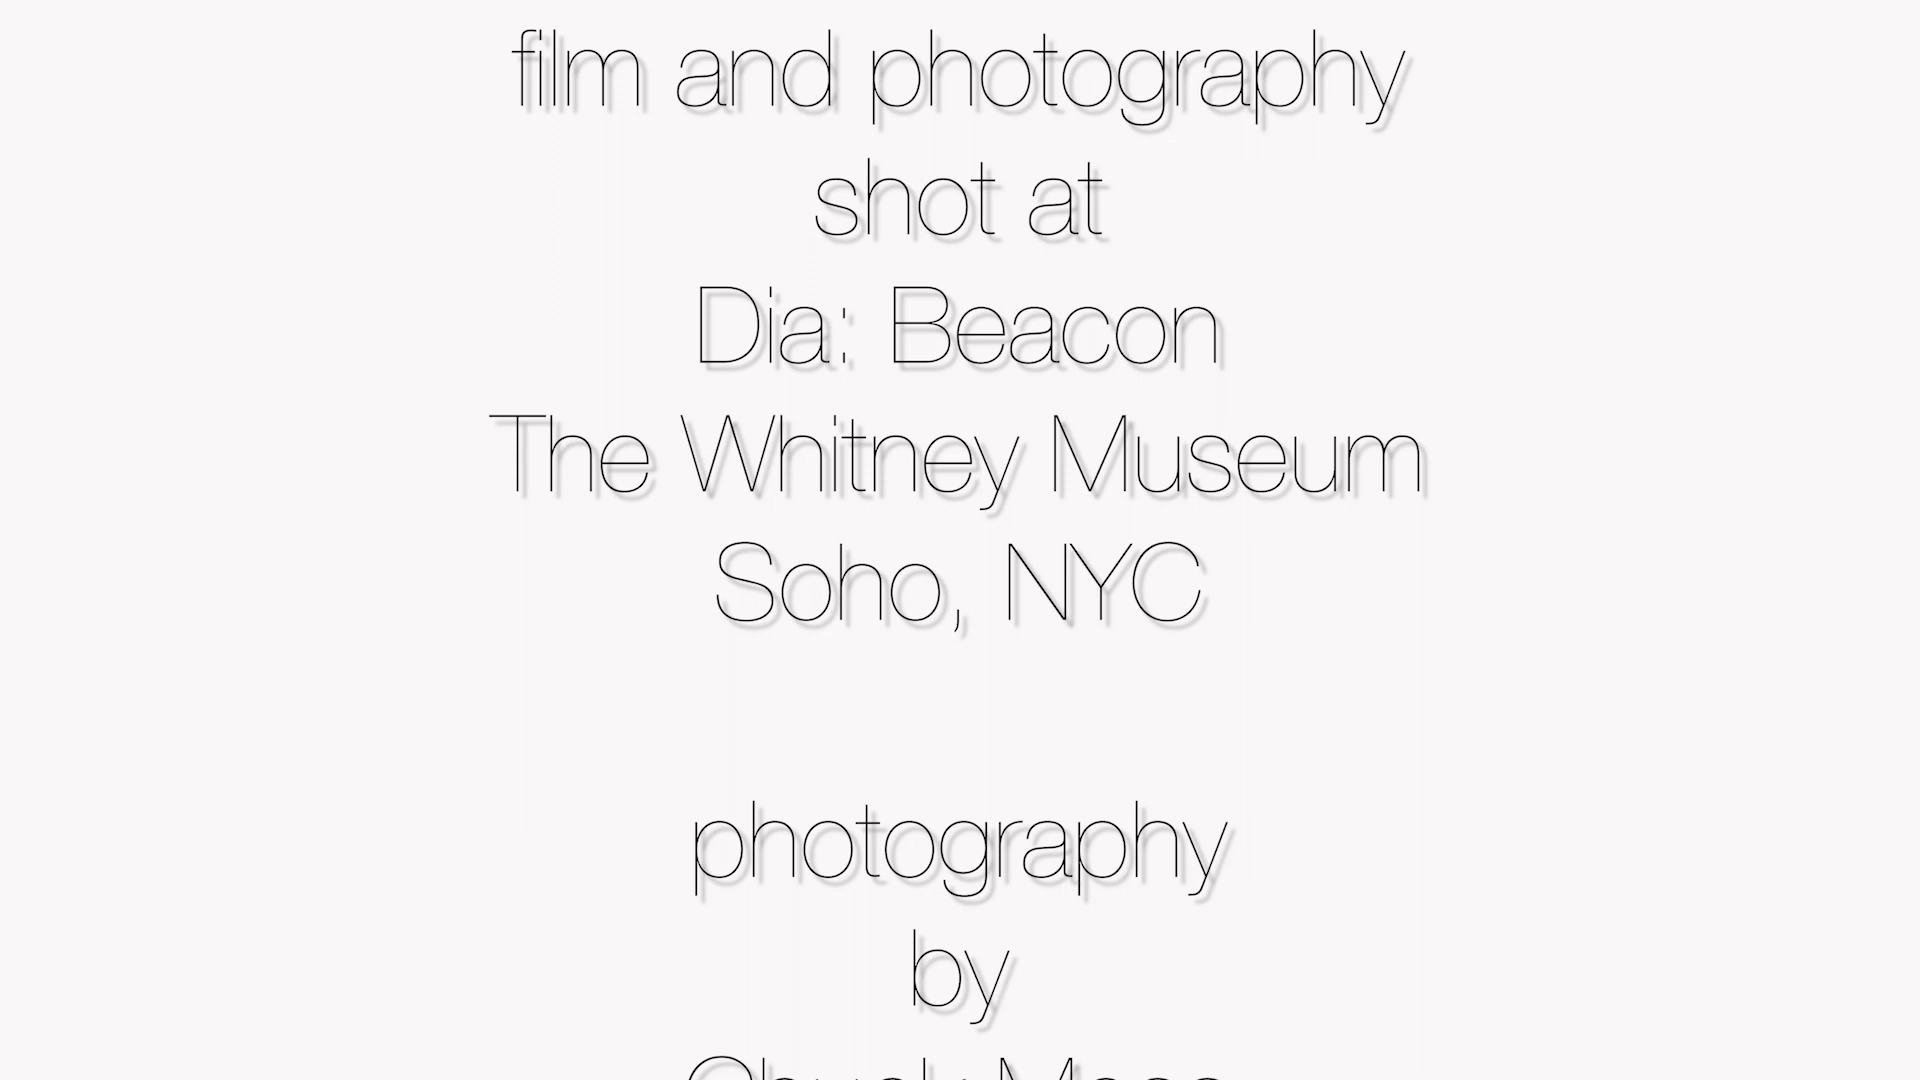 film and photography
shot at
Dia: Beacon
The Whitney Museum
Soho, NYC
photography
by